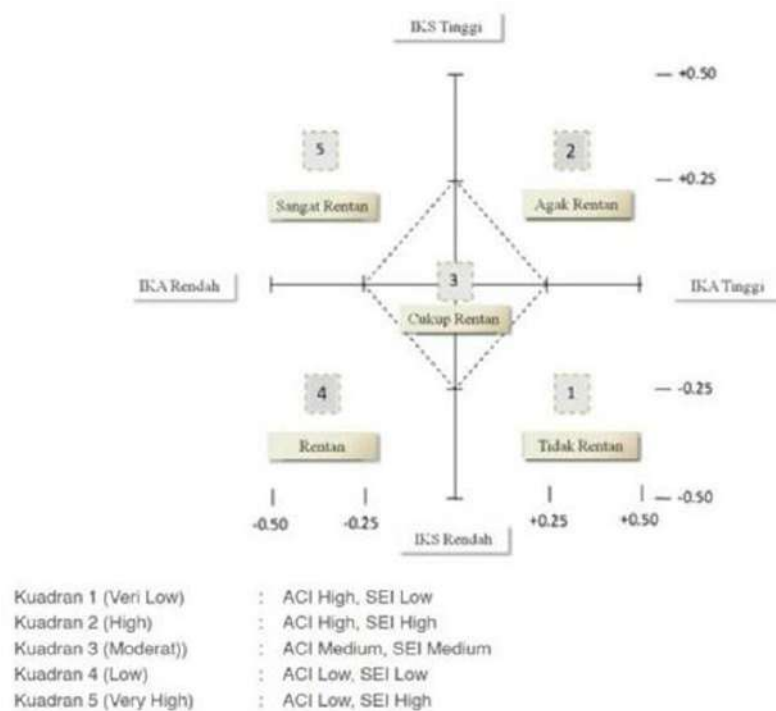 IKS Tinggi
+0.50
5
2
+0.25
Sangat Rentan
Agak Rentan
IKA Rendah
3
IKA Tinggi
Cukup Rentan
4
1
-0.25
Rentan
Tidak Rentan
-0.50
-0.50 -0.25 +0.25 +0.50
IKS Rendah
Kuadran 1 (Veri Low) : ACI High, SEI Low
Kuadran 2 (High) : ACI High, SEI High
Kuadran 3 (Moderat)) : ACI Medium, SEI Medium
Kuadran 4 (Low) : ACI Low, SEI Low
Kuadran 5 (Very High) : ACI Low, SEI High